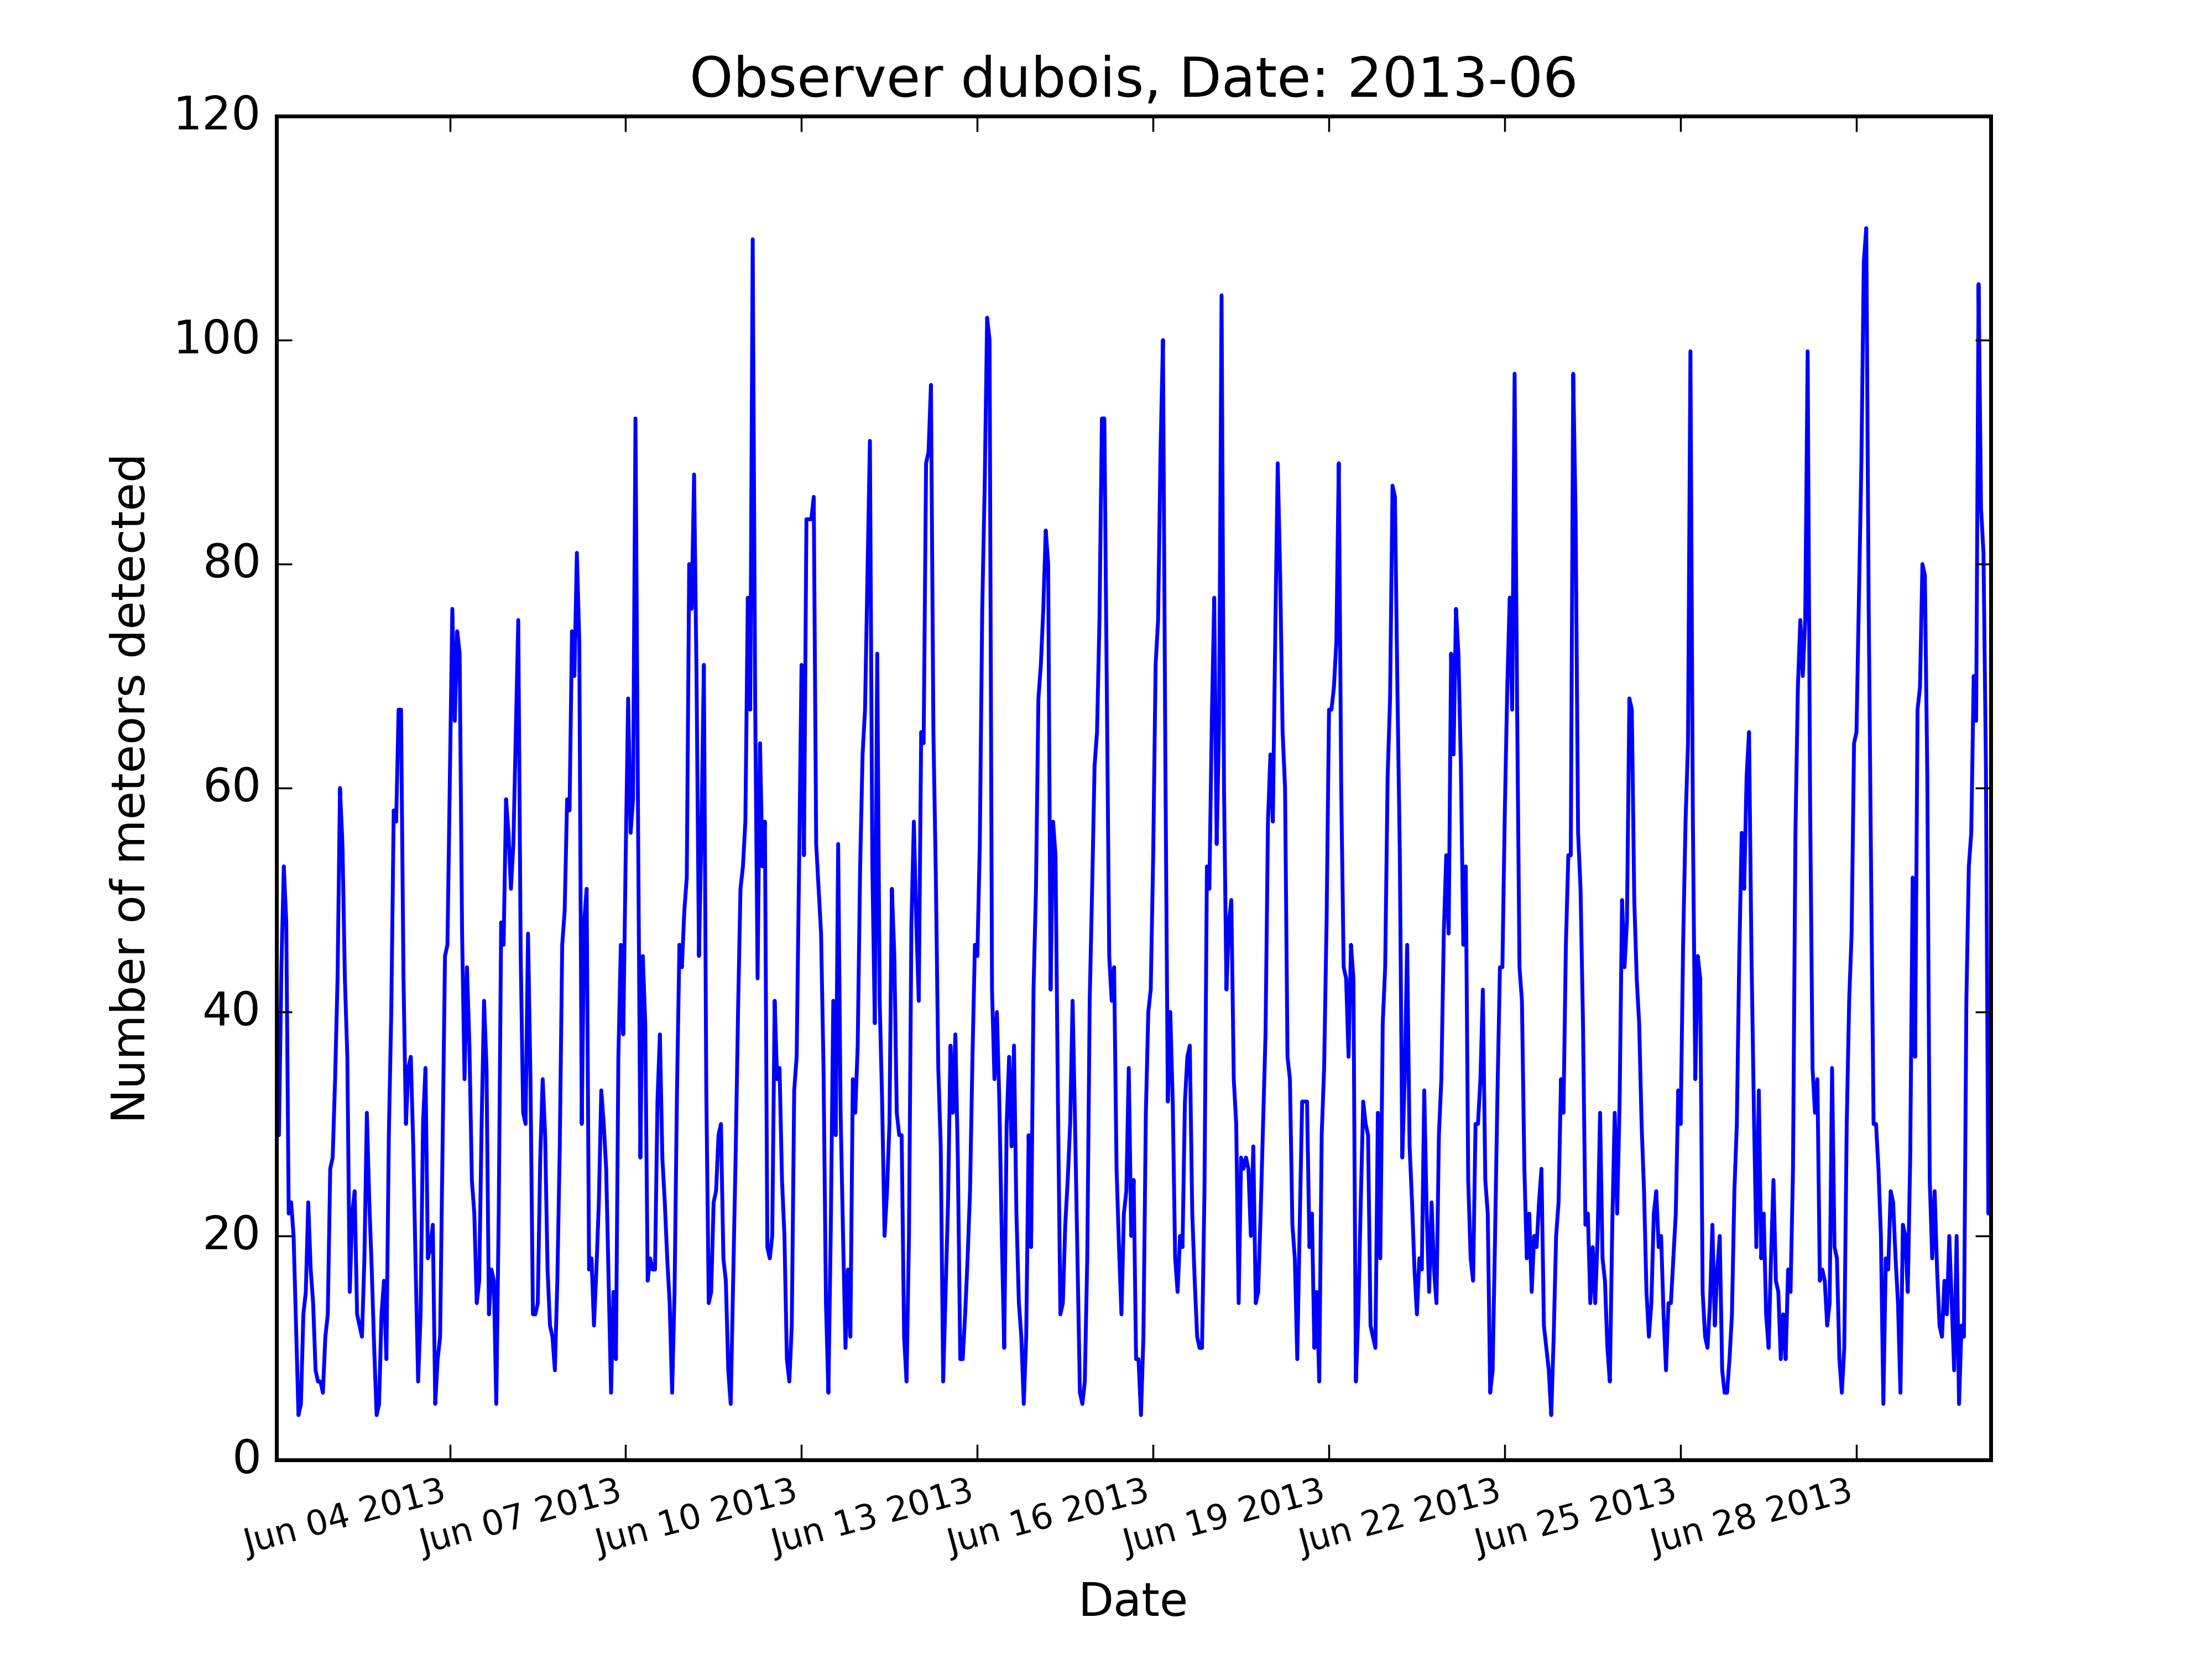 Observer dubois, Date: 2013-06
120
100
80
60
40
20
0
Number of meteors detected
Jun 04 2013
Jun 07 2013
Jun 10 2013
Jun 13 2013
Jun 16 2013
Jun 19 2013
Jun 22 2013
Jun 25 2013
Jun 28 2013
Date